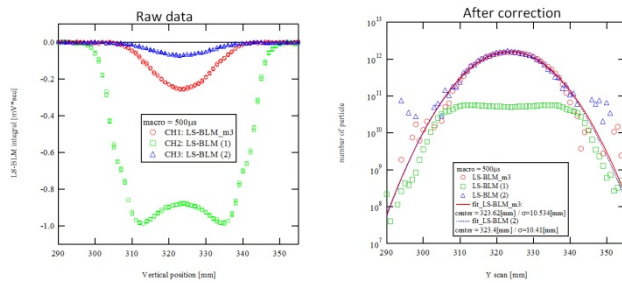 Raw data
0.0
-0.2
-0.4
-0.6
-0.8
-1.0
LS-BLM integral [mV*sec]
macro = 500μs
CH1: LS-BLM_m3
CH2: LS-BLM (1)
CH3: LS-BLM (2)
290 300 310 320 330 340 350
Vertical position [mm]
After correction
10^13
10^12
10^11
10^10
10^9
10^8
10^7
number of particle
macro = 500μs
LS-BLM_m3
LS-BLM (1)
LS-BLM (2)
fit_LS-BLM_m3:
center = 323.62[mm] / σ=10.534[mm]
fit_LS-BLM (2)
center = 323.4[mm] / σ=10.41[mm]
290 300 310 320 330 340 350
Y scan [mm]